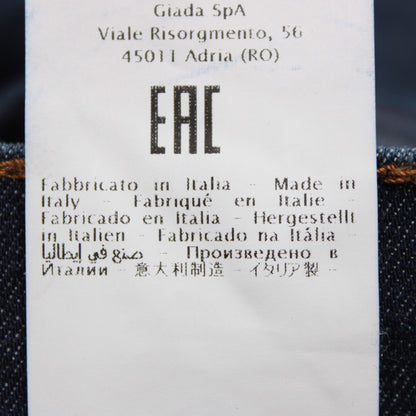 Giada SpA
Viale Risorgmento, 56
45011 Adria (RO)
EAC
Fabbricato in Italia - Made in
Italy - Fabriqué en Italie -
Fabricado en Italia - Hergestellt
in Italien - Fabricado na Itália -
صنع في إيطاليا - Произведено в
Италии - 意大利制造 - イタリア製 -